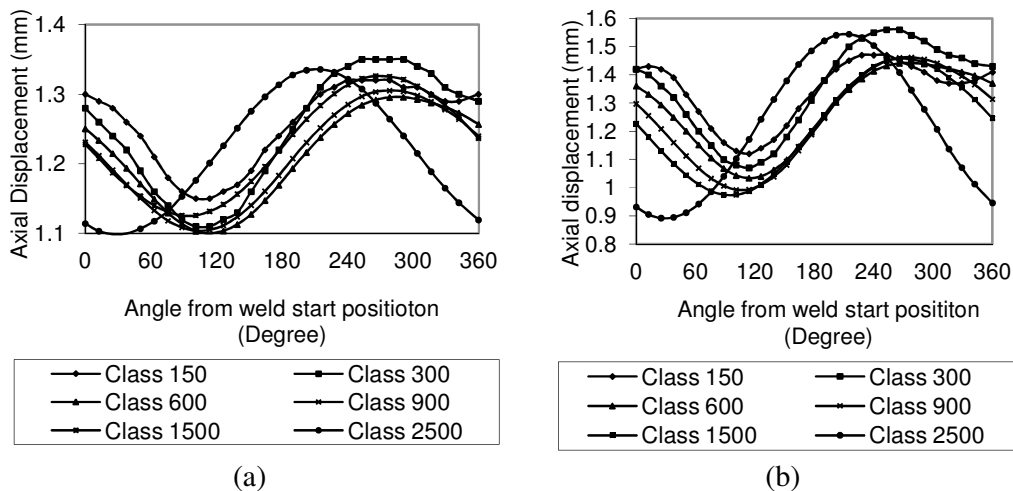 1.4
1.3
1.2
1.1
Axial Displacement (mm)
0 60 120 180 240 300 360
Angle from weld start positioton
(Degree)
Class 150 Class 300
Class 600 Class 900
Class 1500 Class 2500
(a)
1.6
1.5
1.4
1.3
1.2
1.1
1
0.9
0.8
Axial displacement (mm)
0 60 120 180 240 300 360
Angle from weld start posititon
(Degree)
Class 150 Class 300
Class 600 Class 900
Class 1500 Class 2500
(b)